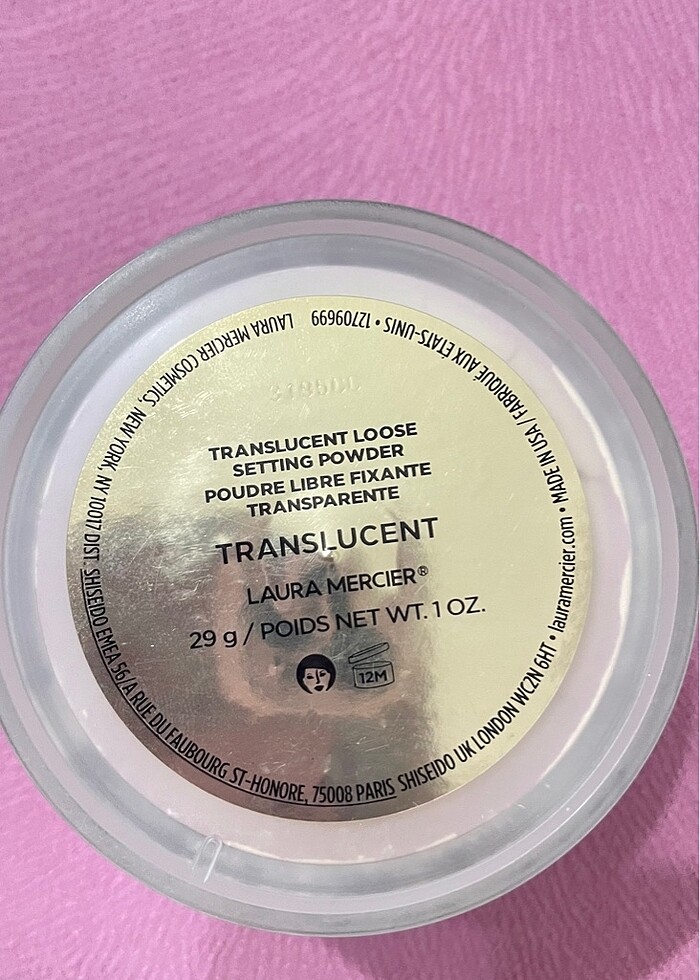 TRANSLUCENT LOOSE
SETTING POWDER
POUDRE LIBRE FIXANTE
TRANSPARENTE
TRANSLUCENT
LAURA MERCIER®
29 g / POIDS NET WT. 1 OZ.
12M
LAURA MERCIER COSMETICS, NEW YORK, NY 10017 DIST. SHISEIDO EMEA 56/A RUE DU FAUBOURG ST-HONORE, 75008 PARIS SHISEIDO UK LONDON WC2N 6HT • lauramercier.com • MADE IN USA / FABRIQUÉ AUX ETATS-UNIS • 12709699